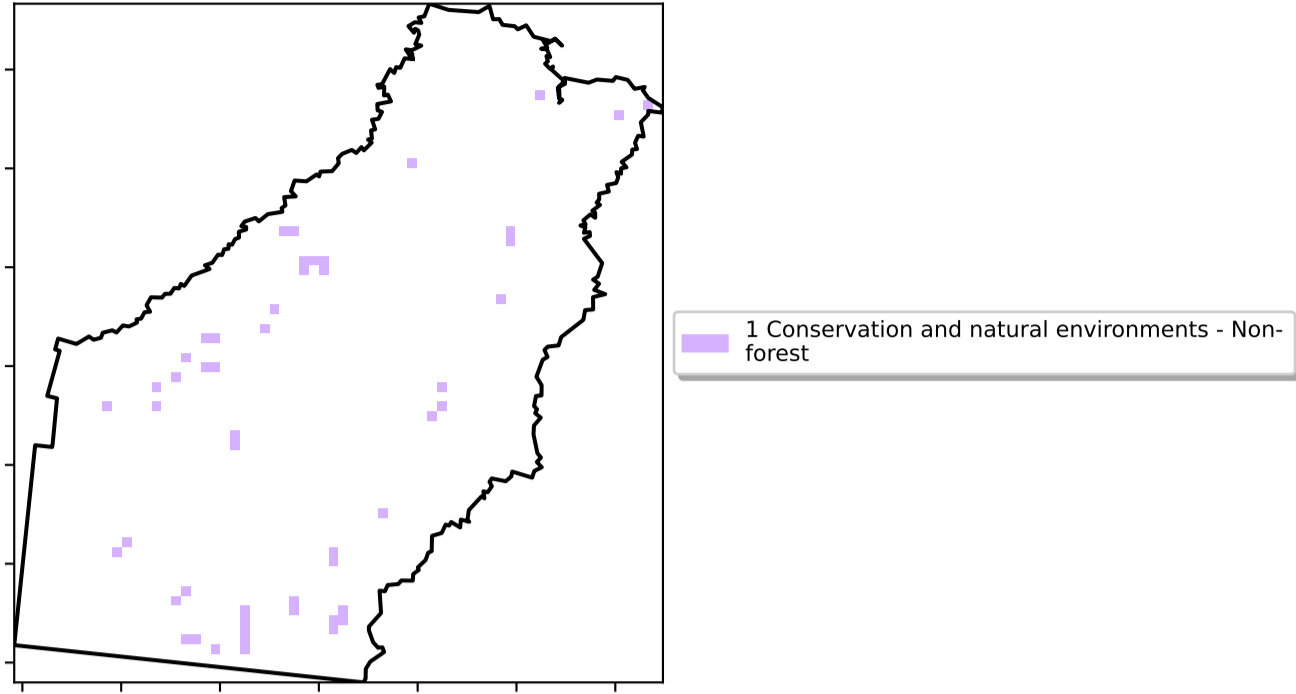 1 Conservation and natural environments - Non-
forest